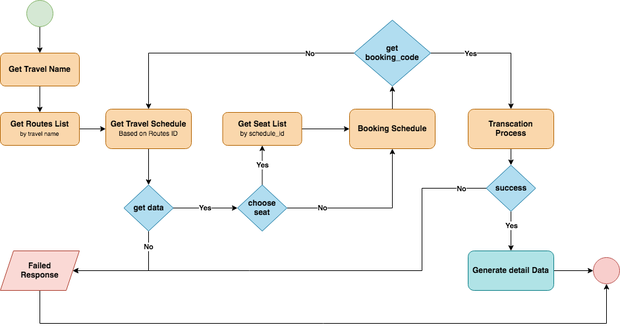 get
booking_code
No
Yes
Get Travel Name
Get Routes List
by travel name
Get Travel Schedule
Based on Routes ID
Get Seat List
by schedule_id
Booking Schedule
Transcation
Process
Yes
get data
Yes
choose
seat
No
No
success
Yes
No
Failed
Response
Generate detail Data